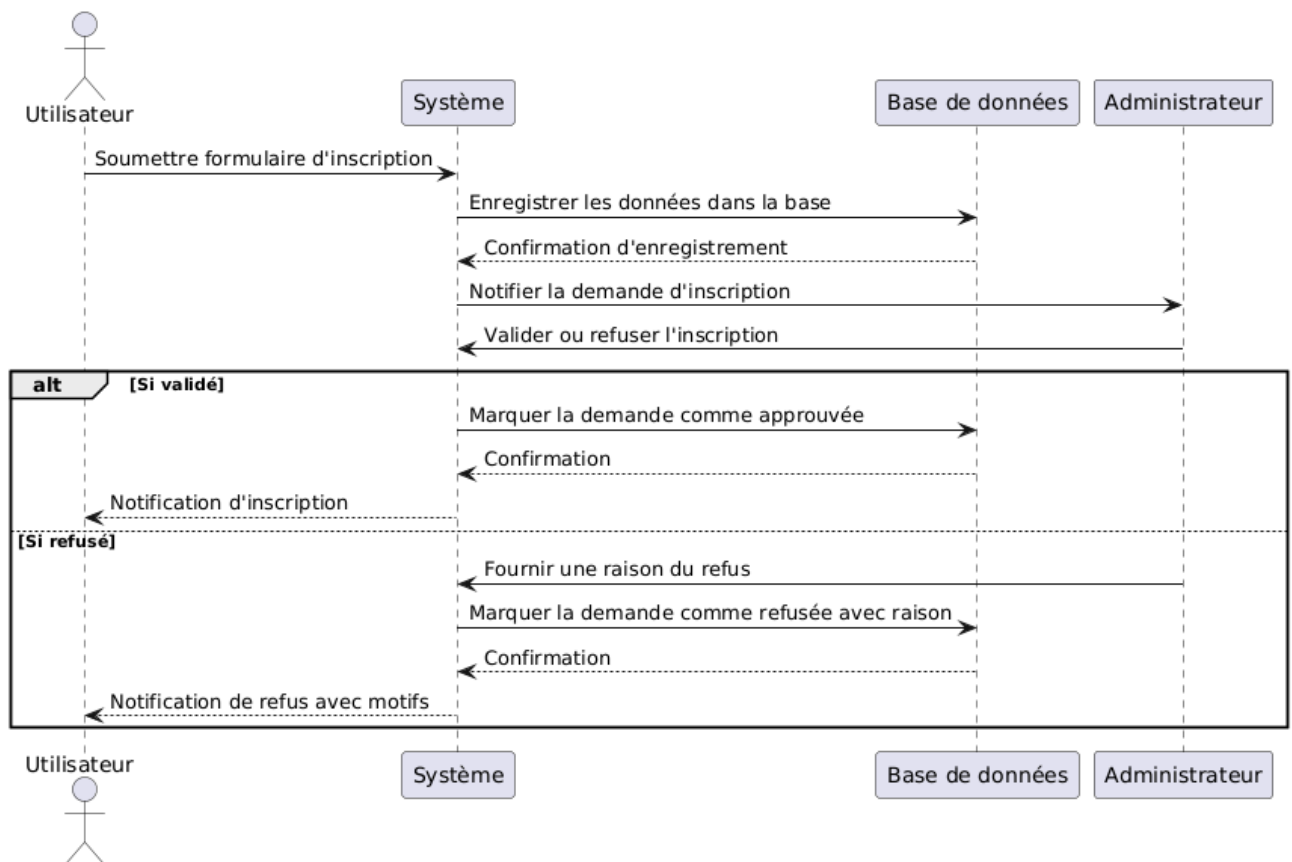 Utilisateur
Système
Base de données
Administrateur
Soumettre formulaire d'inscription
Enregistrer les données dans la base
Confirmation d'enregistrement
Notifier la demande d'inscription
Valider ou refuser l'inscription
alt
[Si validé]
Marquer la demande comme approuvée
Confirmation
Notification d'inscription
[Si refusé]
Fournir une raison du refus
Marquer la demande comme refusée avec raison
Confirmation
Notification de refus avec motifs
Utilisateur
Système
Base de données
Administrateur